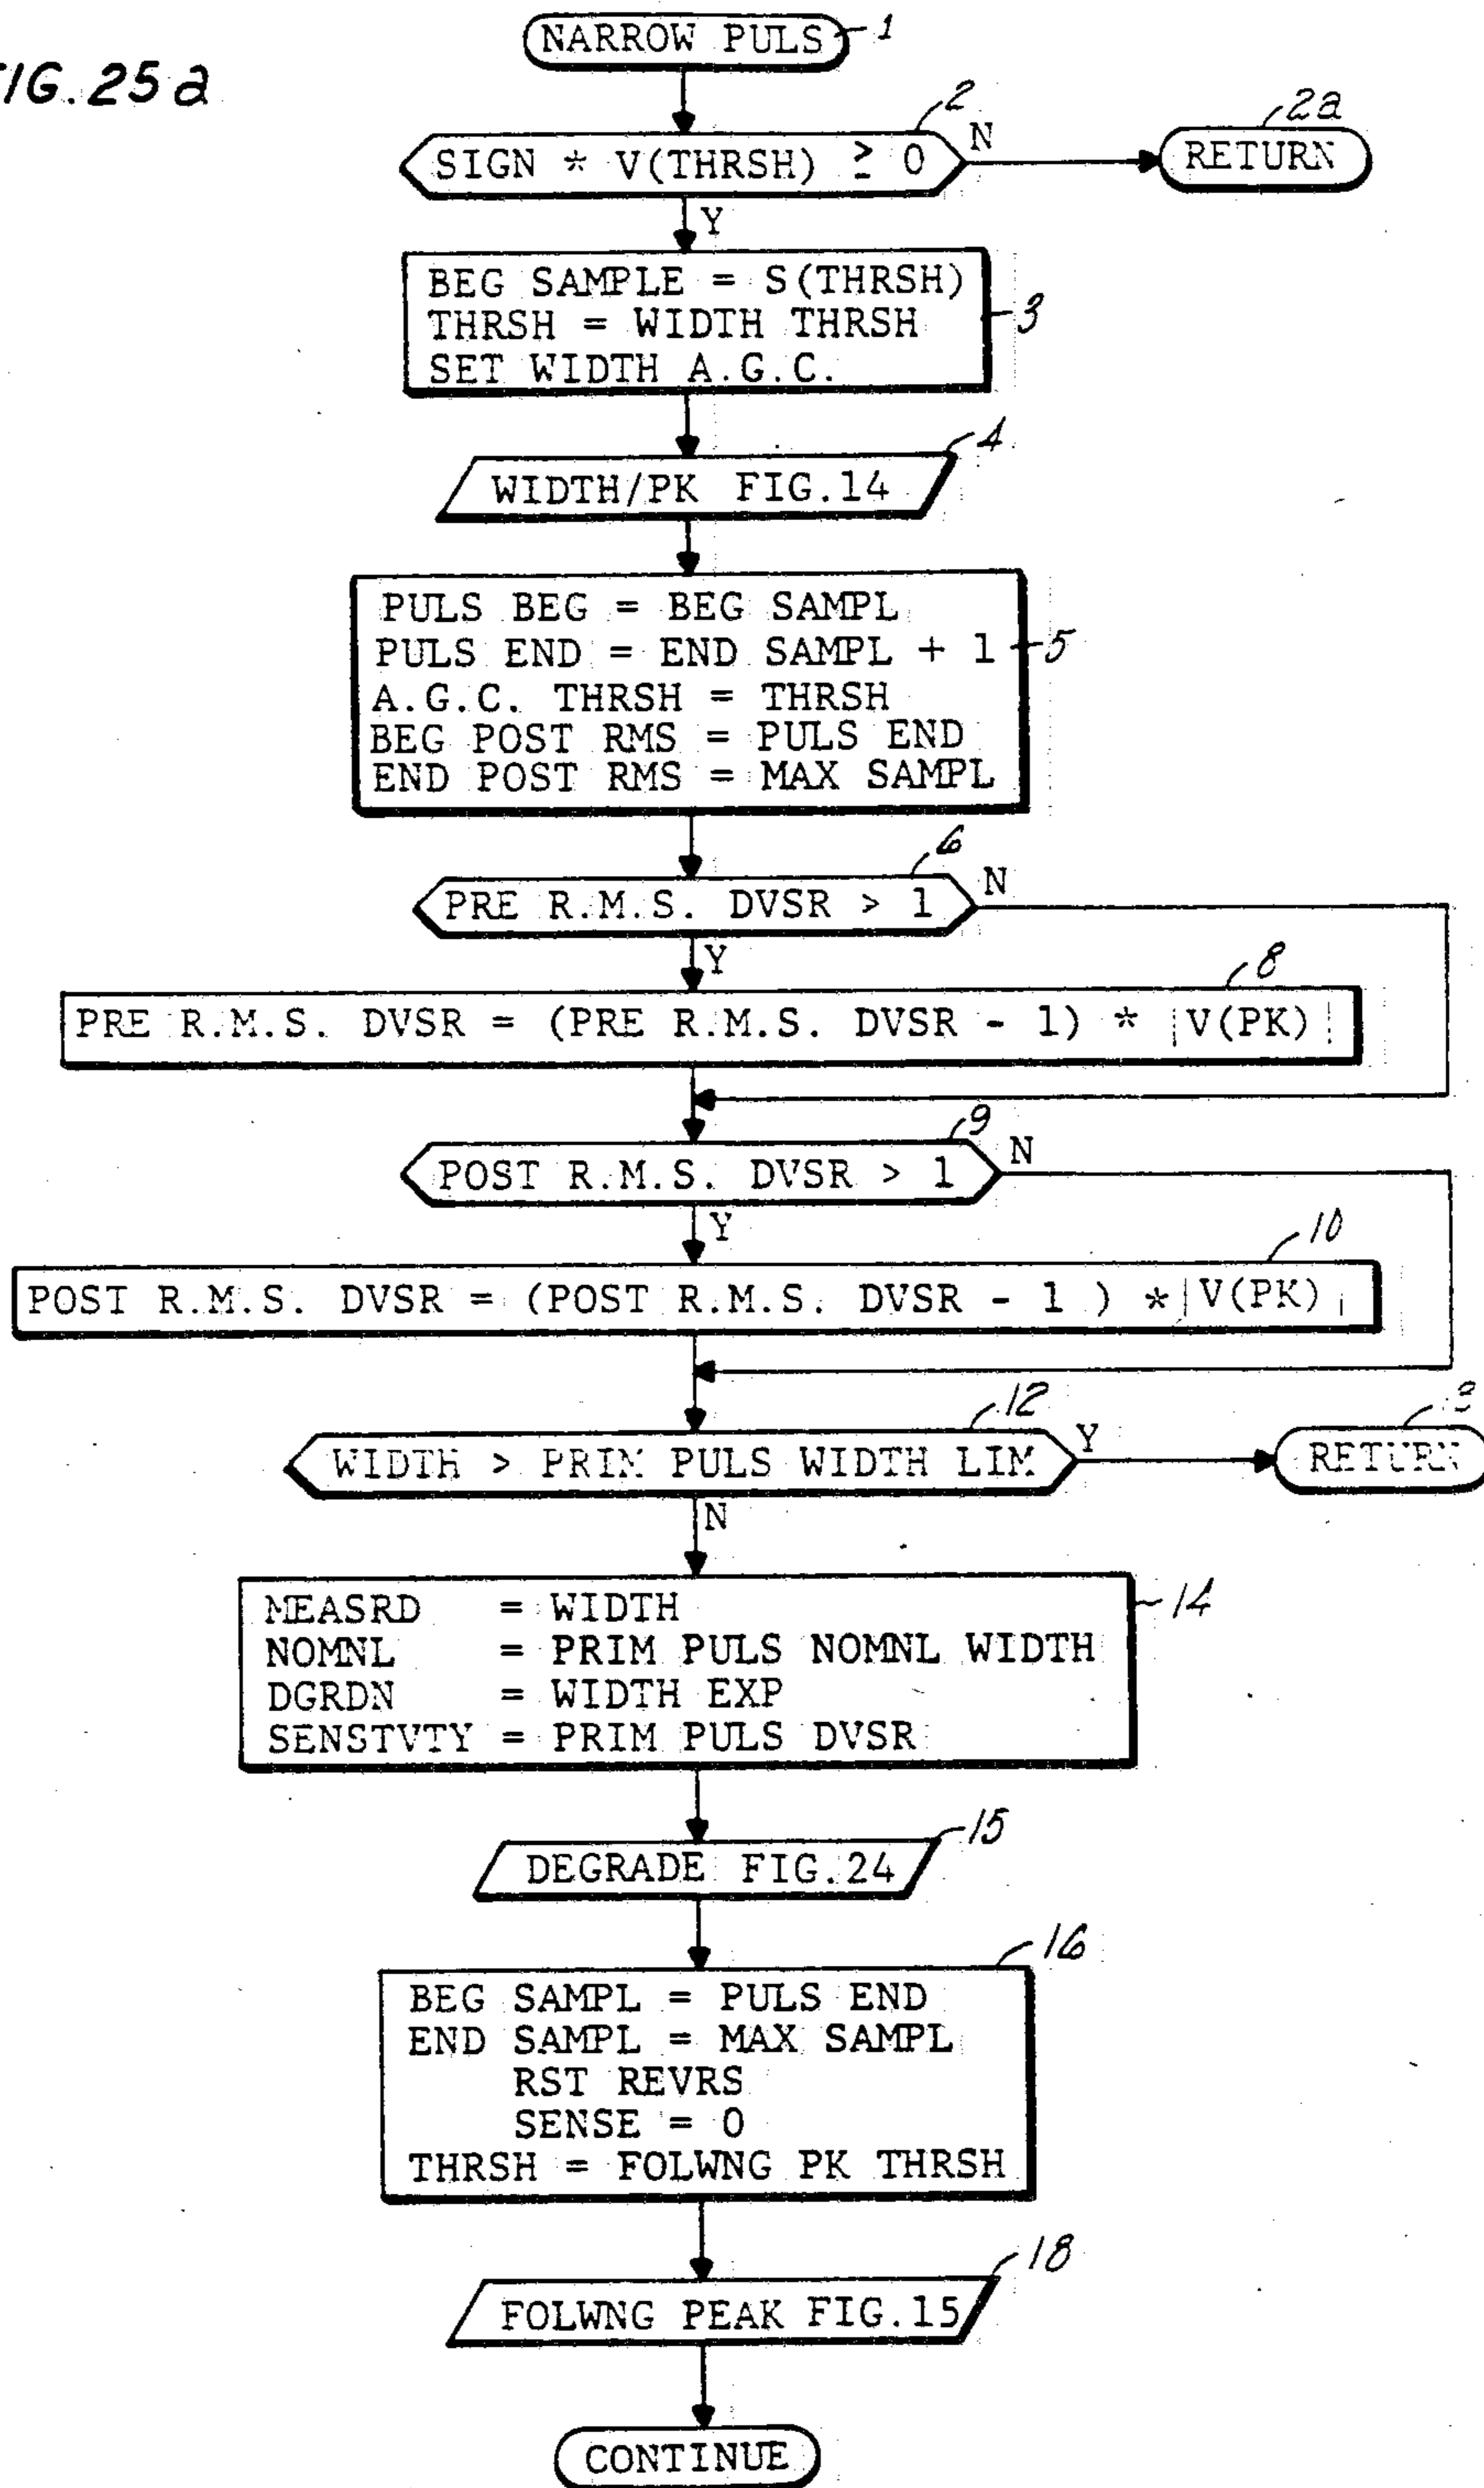 FIG. 25a
NARROW PULS
1
SIGN * V(THRSH) ≥ 0
2
N
RETURN
2a
Y
BEG SAMPLE = S(THRSH)
THRSH = WIDTH THRSH
SET WIDTH A.G.C.
3
WIDTH/PK FIG.14
4
PULS BEG = BEG SAMPL
PULS END = END SAMPL + 1
A.G.C. THRSH = THRSH
BEG POST RMS = PULS END
END POST RMS = MAX SAMPL
5
PRE R.M.S. DVSR > 1
6
N
Y
PRE R.M.S. DVSR = (PRE R.M.S. DVSR - 1) * |V(PK)|
8
POST R.M.S. DVSR > 1
9
N
Y
POST R.M.S. DVSR = (POST R.M.S. DVSR - 1 ) * |V(PK)|
10
WIDTH > PRIM PULS WIDTH LIM
12
Y
RETURN
N
MEASRD = WIDTH
NOMNL = PRIM PULS NOMNL WIDTH
DGRDN = WIDTH EXP
SENSTVTY = PRIM PULS DVSR
14
DEGRADE FIG.24
15
BEG SAMPL = PULS END
END SAMPL = MAX SAMPL
RST REVRS
SENSE = 0
THRSH = FOLWNG PK THRSH
16
FOLWNG PEAK FIG.15
18
CONTINUE